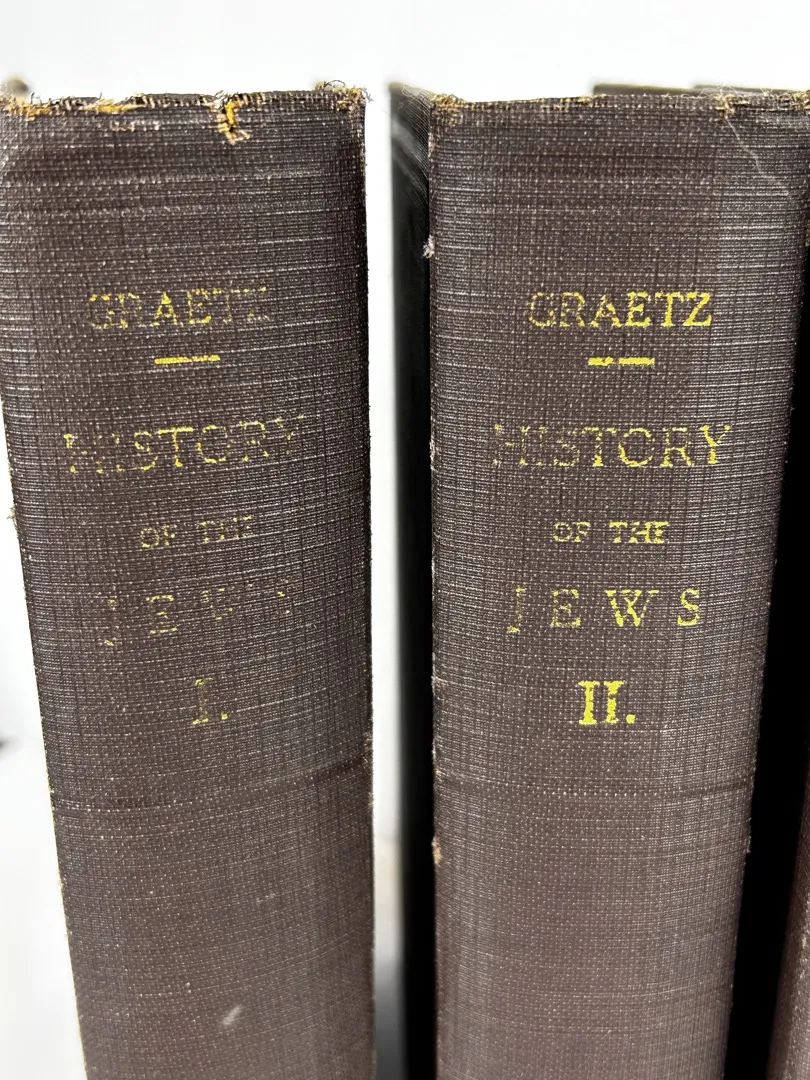 GRAETZ
HISTORY
OF THE
JEWS
I.
GRAETZ
HISTORY
OF THE
JEWS
II.